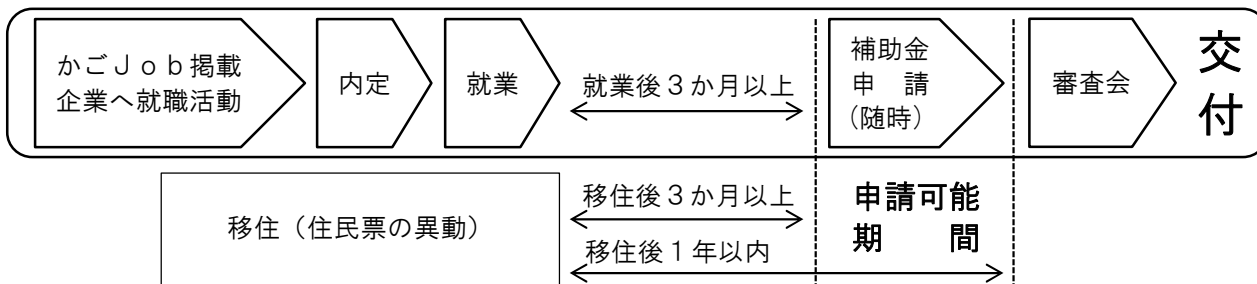 かごＪｏｂ掲載
企業へ就職活動
内定
就業
就業後３か月以上
補助金
申　請
（随時）
審査会
交
付
移住（住民票の異動）
移住後３か月以上
移住後１年以内
申請可能
期　　間